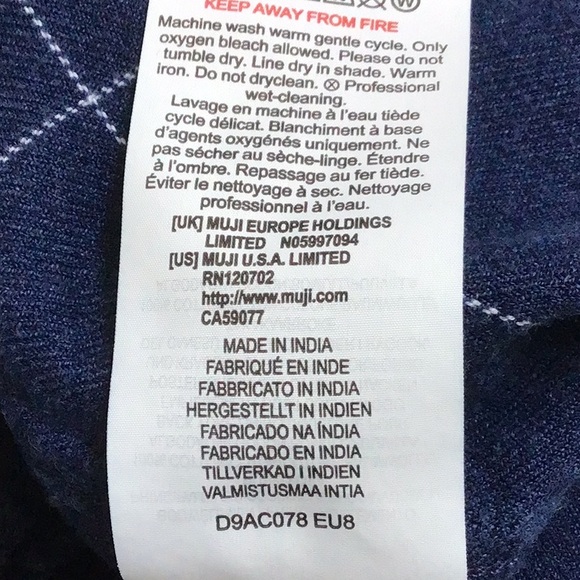 KEEP AWAY FROM FIRE
Machine wash warm gentle cycle. Only
oxygen bleach allowed. Please do not
tumble dry. Line dry in shade. Warm
iron. Do not dryclean. Ⓧ Professional
wet-cleaning.
Lavage en machine à l'eau tiède
cycle délicat. Blanchiment à base
d'agents oxygénés uniquement. Ne
pas sécher au sèche-linge. Étendre
à l'ombre. Repassage au fer tiède.
Éviter le nettoyage à sec. Nettoyage
professionnel à l'eau.
[UK] MUJI EUROPE HOLDINGS
LIMITED N05997094
[US] MUJI U.S.A. LIMITED
RN120702
http://www.muji.com
CA59077
MADE IN INDIA
FABRIQUÉ EN INDE
FABBRICATO IN INDIA
HERGESTELLT IN INDIEN
FABRICADO NA ÍNDIA
FABRICADO EN INDIA
TILLVERKAD I INDIEN
VALMISTUSMAA INTIA
D9AC078 EU8